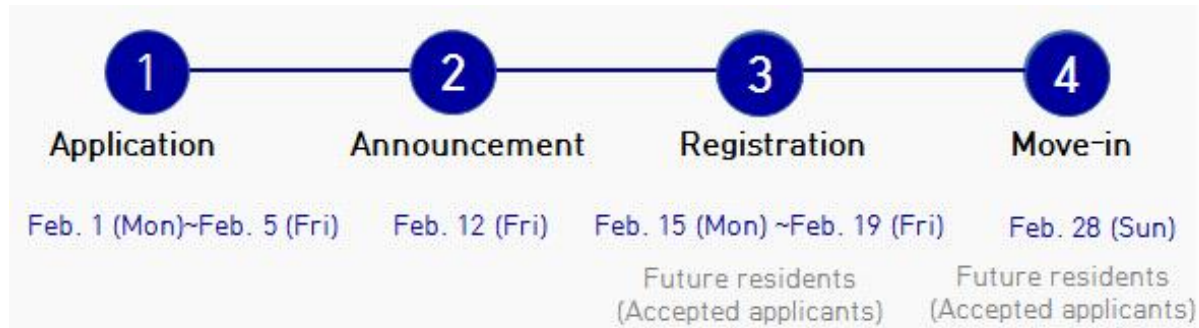 1 2 3 4
Application Announcement Registration Move-in
Feb. 1 (Mon)~Feb. 5 (Fri) Feb. 12 (Fri) Feb. 15 (Mon) ~Feb. 19 (Fri) Feb. 28 (Sun)
Future residents Future residents
(Accepted applicants) (Accepted applicants)